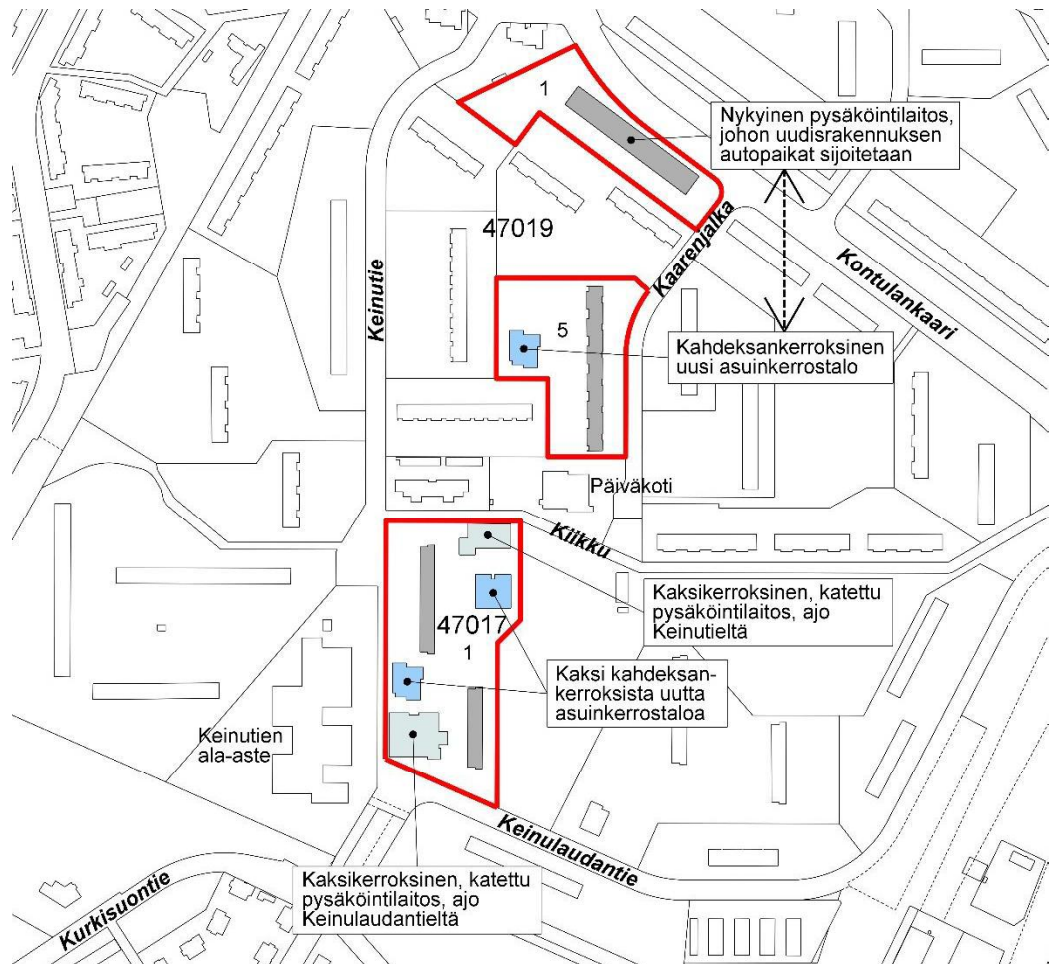 1
Nykyinen pysäköintilaitos,
johon uudisrakennuksen
autopaikat sijoitetaan
47019
Keinutie
Kaarenjalka
Kontulankaari
5
Kahdeksankerroksinen
uusi asuinkerrostalo
Päiväkoti
Kiikku
Kaksikerroksinen, katettu
pysäköintilaitos, ajo
Keinutieltä
47017
1
Kaksi kahdeksan-
kerroksista uutta
asuinkerrostaloa
Keinutien
ala-aste
Keinulaudantie
Kaksikerroksinen, katettu
pysäköintilaitos, ajo
Keinulaudantieltä
Kurkisuontie